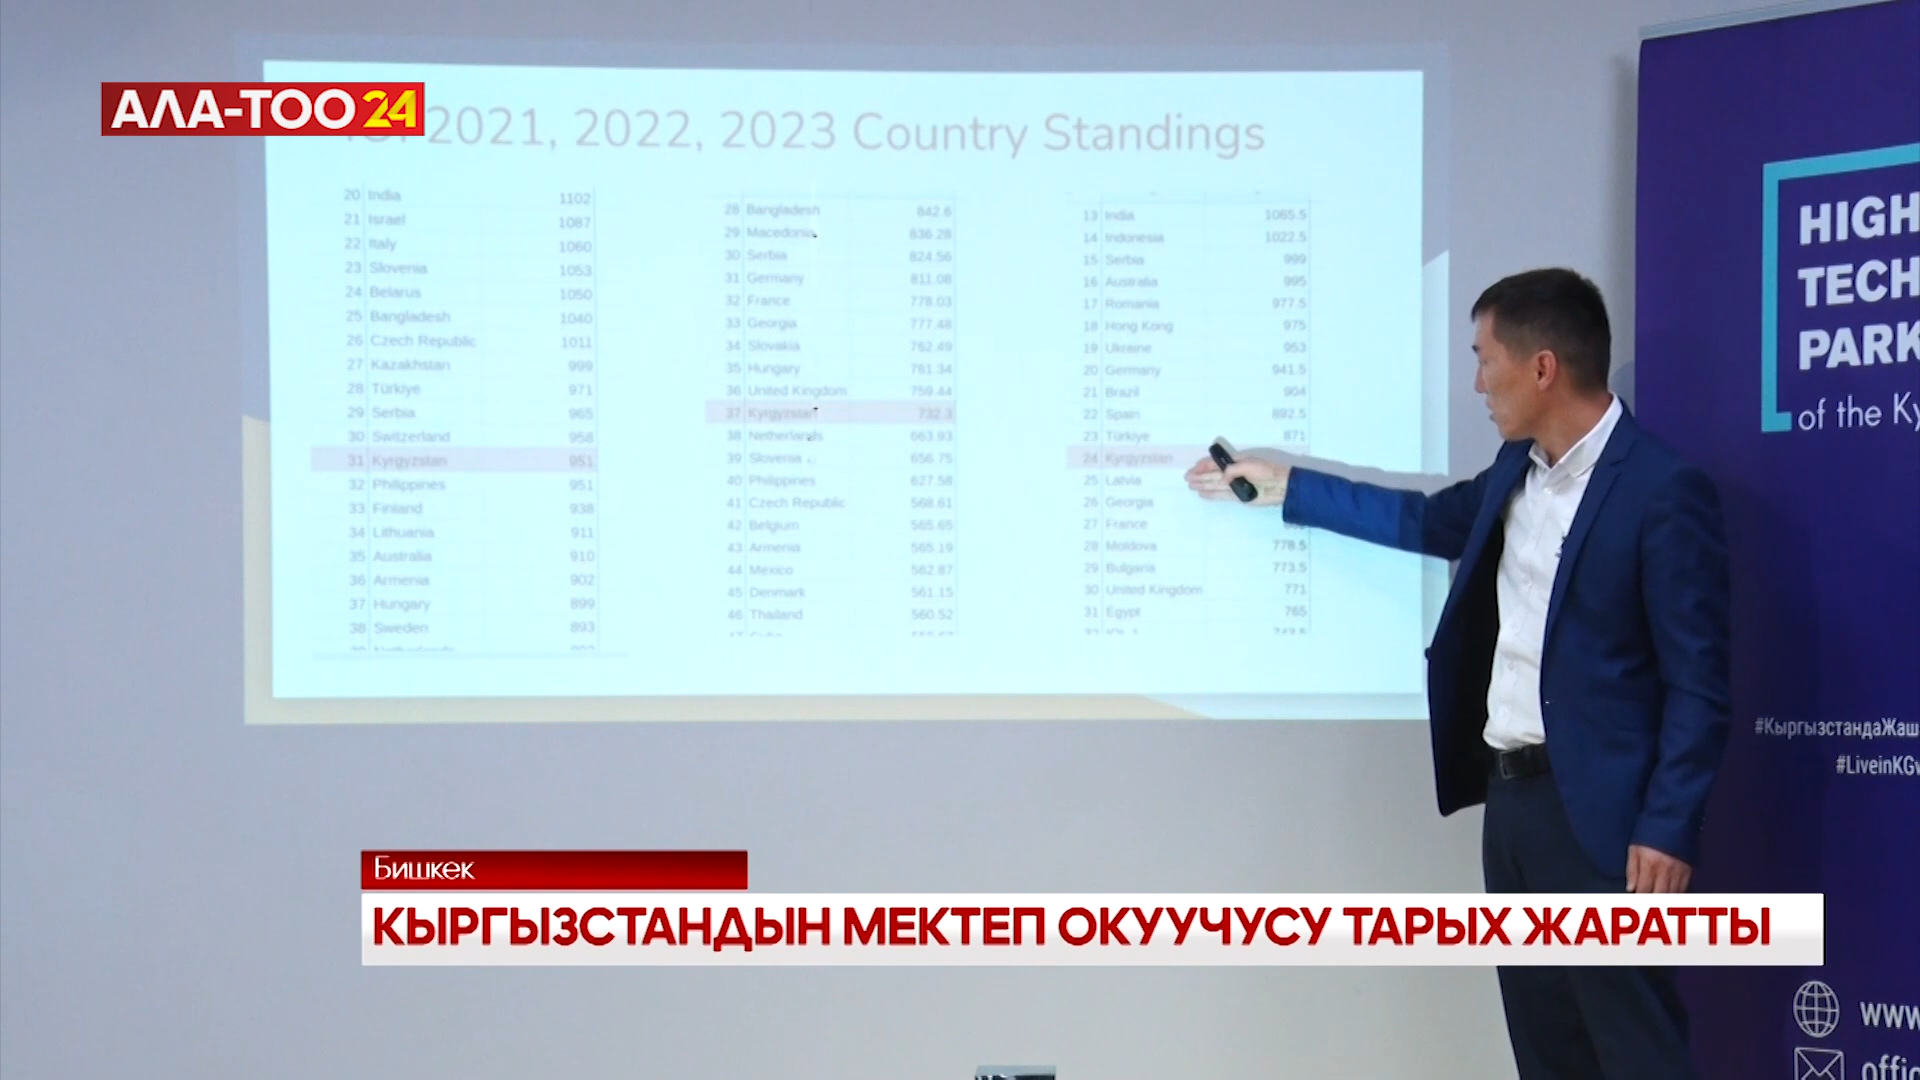 АЛА-ТОО 24
2021, 2022, 2023 Country Standings
20 India 1102
21 Israel 1087
22 Italy 1060
23 Slovenia 1053
24 Belarus 1050
25 Bangladesh 1040
26 Czech Republic 1011
27 Kazakhstan 999
28 Türkiye 971
29 Serbia 965
30 Switzerland 958
31 Kyrgyzstan 951
32 Philippines 951
33 Finland 938
34 Lithuania 911
35 Australia 910
36 Armenia 902
37 Hungary 899
38 Sweden 893
28 Bangladesh 842.6
29 Macedonia 836.28
30 Serbia 824.56
31 Germany 811.08
32 France 778.03
33 Georgia 777.48
34 Slovakia 762.49
35 Hungary 761.34
36 United Kingdom 759.44
37 Kyrgyzstan 732.3
38 Netherlands 663.93
39 Slovenia 656.75
40 Philippines 627.58
41 Czech Republic 568.61
42 Belgium 565.65
43 Armenia 565.19
44 Mexico 562.87
45 Denmark 561.15
46 Thailand 560.52
13 India 1065.5
14 Indonesia 1022.5
15 Serbia 999
16 Australia 995
17 Romania 977.5
18 Hong Kong 975
19 Ukraine 953
20 Germany 941.5
21 Brazil 904
22 Spain 892.5
23 Türkiye 871
24 Kyrgyzstan
25 Latvia
26 Georgia
27 France
28 Moldova 778.5
29 Bulgaria 773.5
30 United Kingdom 771
31 Egypt 765
HIGH
TECH
PARK
of the Ky
#КыргызстандаЖаш
#LiveinKGw
www
offic
Бишкек
КЫРГЫЗСТАНДЫН МЕКТЕП ОКУУЧУСУ ТАРЫХ ЖАРАТТЫ